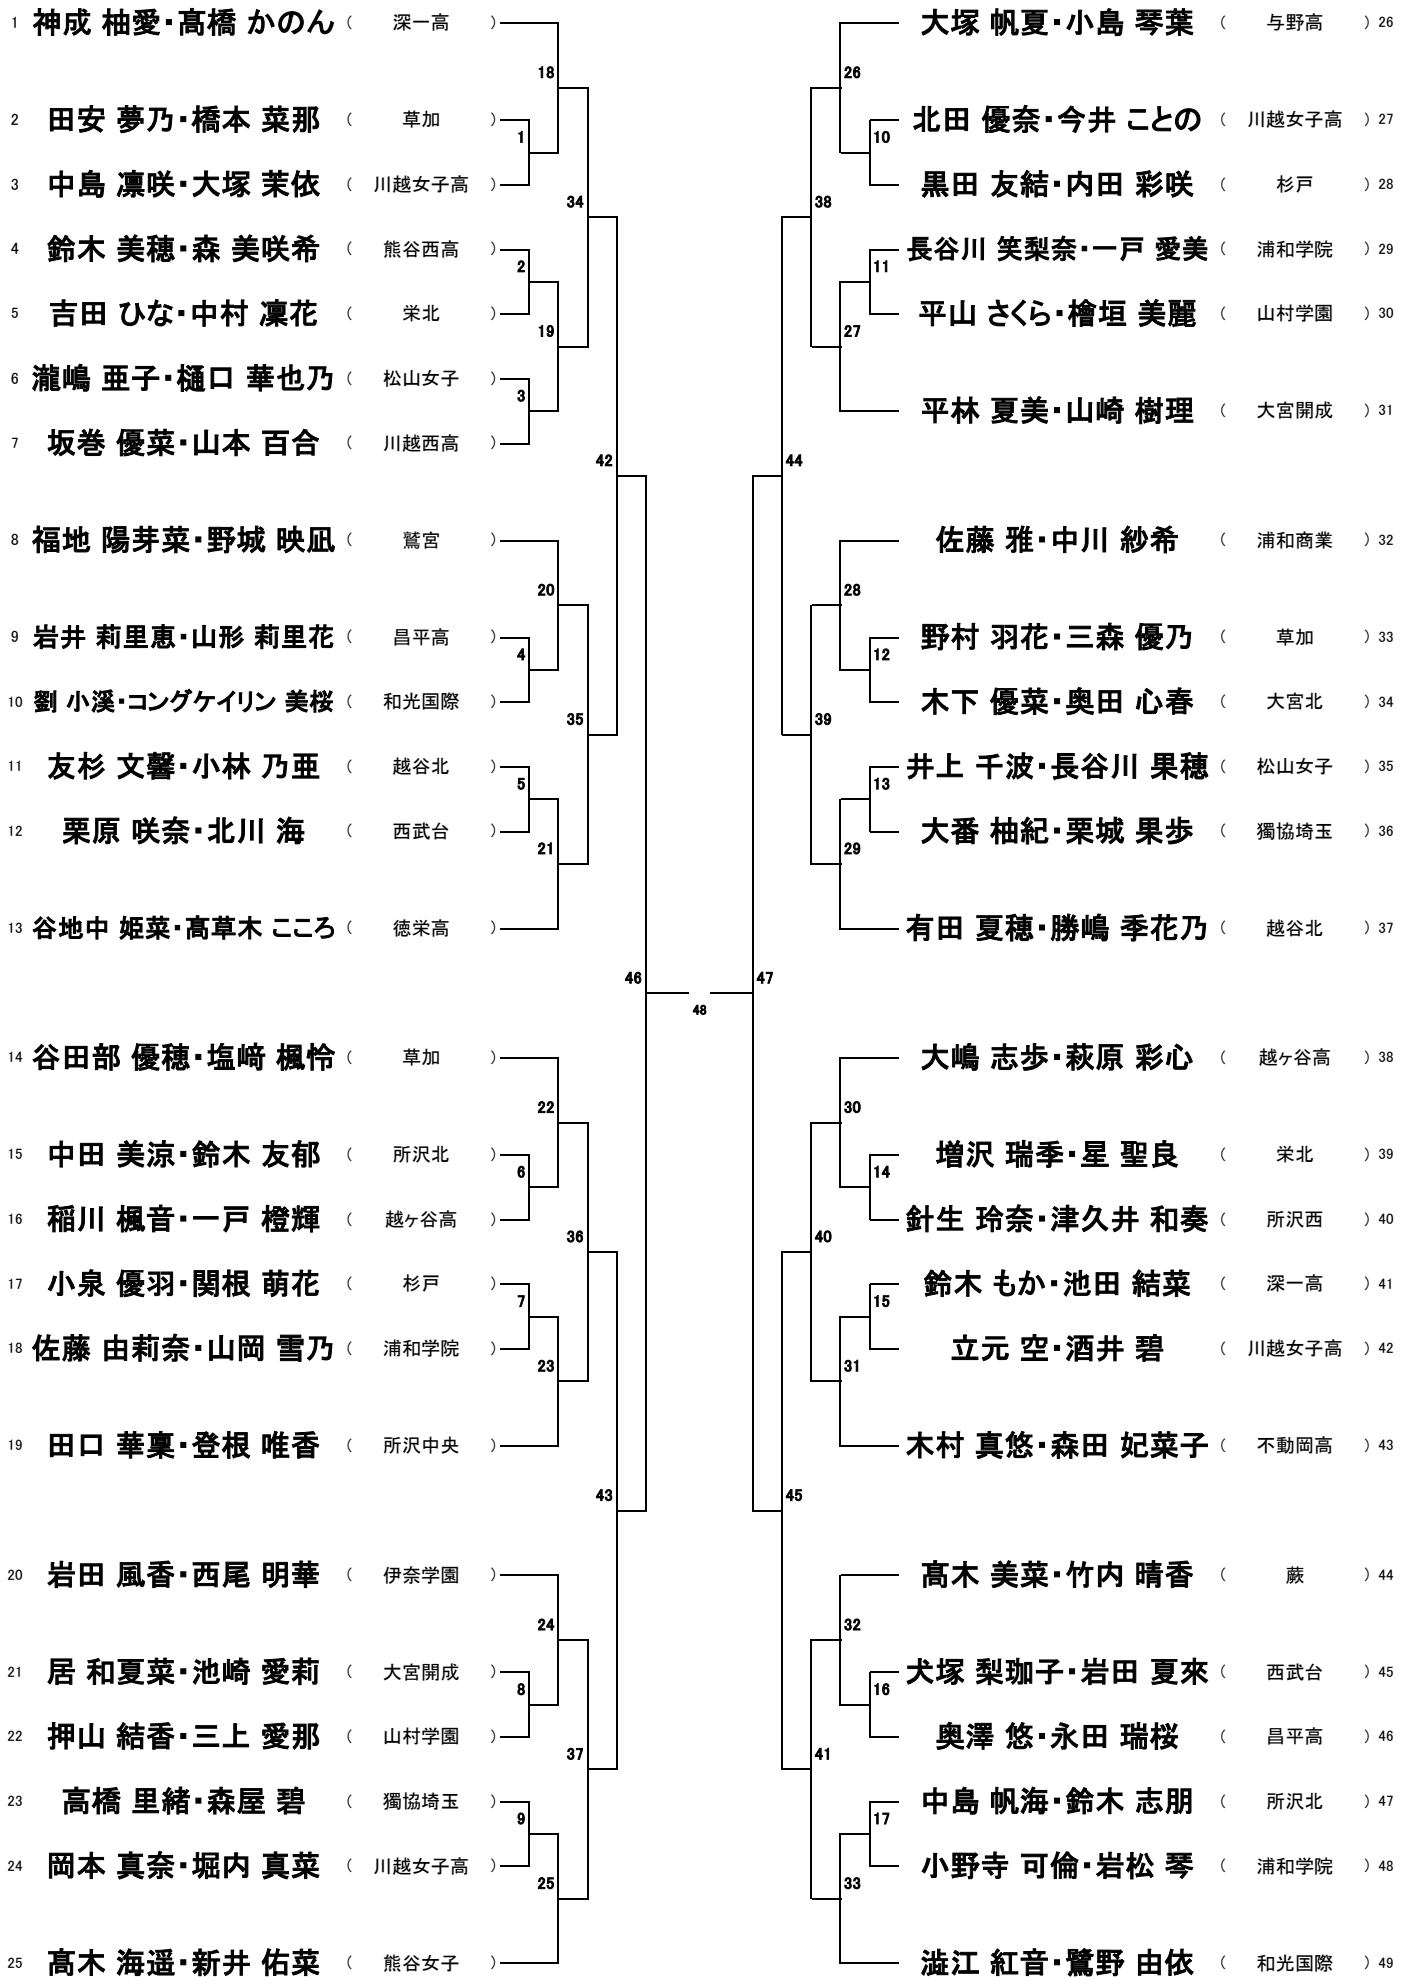 1 神成 柚愛・髙橋 かのん ( 深一高 )
18
2 田安 夢乃・橋本 菜那 ( 草加 )
1
3 中島 凛咲・大塚 茉依 ( 川越女子高 )
34
4 鈴木 美穂・森 美咲希 ( 熊谷西高 )
2
5 吉田 ひな・中村 凜花 ( 栄北 )
19
6 瀧嶋 亜子・樋口 華也乃 ( 松山女子 )
3
7 坂巻 優菜・山本 百合 ( 川越西高 )
42
8 福地 陽芽菜・野城 映凪 ( 鷲宮 )
20
9 岩井 莉里恵・山形 莉里花 ( 昌平高 )
4
10 劉 小溪・コングケイリン 美桜 ( 和光国際 )
35
11 友杉 文馨・小林 乃亜 ( 越谷北 )
5
12 栗原 咲奈・北川 海 ( 西武台 )
21
13 谷地中 姫菜・髙草木 こころ ( 徳栄高 )
46
14 谷田部 優穂・塩﨑 楓怜 ( 草加 )
22
15 中田 美涼・鈴木 友郁 ( 所沢北 )
6
16 稲川 楓音・一戸 橙輝 ( 越ヶ谷高 )
36
17 小泉 優羽・関根 萌花 ( 杉戸 )
7
18 佐藤 由莉奈・山岡 雪乃 ( 浦和学院 )
23
19 田口 華稟・登根 唯香 ( 所沢中央 )
43
20 岩田 風香・西尾 明華 ( 伊奈学園 )
24
21 居 和夏菜・池崎 愛莉 ( 大宮開成 )
8
22 押山 結香・三上 愛那 ( 山村学園 )
37
23 高橋 里緒・森屋 碧 ( 獨協埼玉 )
9
24 岡本 真奈・堀内 真菜 ( 川越女子高 )
25
25 髙木 海遥・新井 佑菜 ( 熊谷女子 )
48
大塚 帆夏・小島 琴葉 ( 与野高 ) 26
26
北田 優奈・今井 ことの ( 川越女子高 ) 27
10
黒田 友結・内田 彩咲 ( 杉戸 ) 28
38
長谷川 笑梨奈・一戸 愛美 ( 浦和学院 ) 29
11
平山 さくら・檜垣 美麗 ( 山村学園 ) 30
27
平林 夏美・山崎 樹理 ( 大宮開成 ) 31
44
佐藤 雅・中川 紗希 ( 浦和商業 ) 32
28
野村 羽花・三森 優乃 ( 草加 ) 33
12
木下 優菜・奥田 心春 ( 大宮北 ) 34
39
井上 千波・長谷川 果穂 ( 松山女子 ) 35
13
大番 柚紀・栗城 果歩 ( 獨協埼玉 ) 36
29
有田 夏穂・勝嶋 季花乃 ( 越谷北 ) 37
47
大嶋 志歩・萩原 彩心 ( 越ヶ谷高 ) 38
30
増沢 瑞季・星 聖良 ( 栄北 ) 39
14
針生 玲奈・津久井 和奏 ( 所沢西 ) 40
40
鈴木 もか・池田 結菜 ( 深一高 ) 41
15
立元 空・酒井 碧 ( 川越女子高 ) 42
31
木村 真悠・森田 妃菜子 ( 不動岡高 ) 43
45
髙木 美菜・竹内 晴香 ( 蕨 ) 44
32
犬塚 梨珈子・岩田 夏來 ( 西武台 ) 45
16
奥澤 悠・永田 瑞桜 ( 昌平高 ) 46
41
中島 帆海・鈴木 志朋 ( 所沢北 ) 47
17
小野寺 可倫・岩松 琴 ( 浦和学院 ) 48
33
澁江 紅音・鷺野 由依 ( 和光国際 ) 49